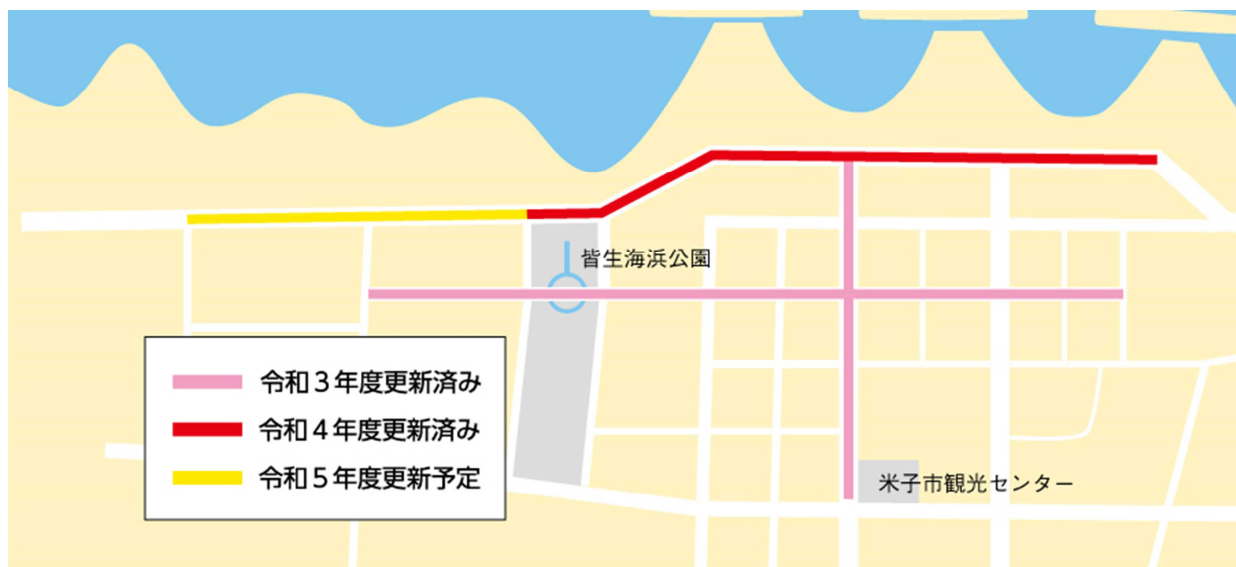 皆生海浜公園
令和３年度更新済み
令和４年度更新済み
令和５年度更新予定
米子市観光センター